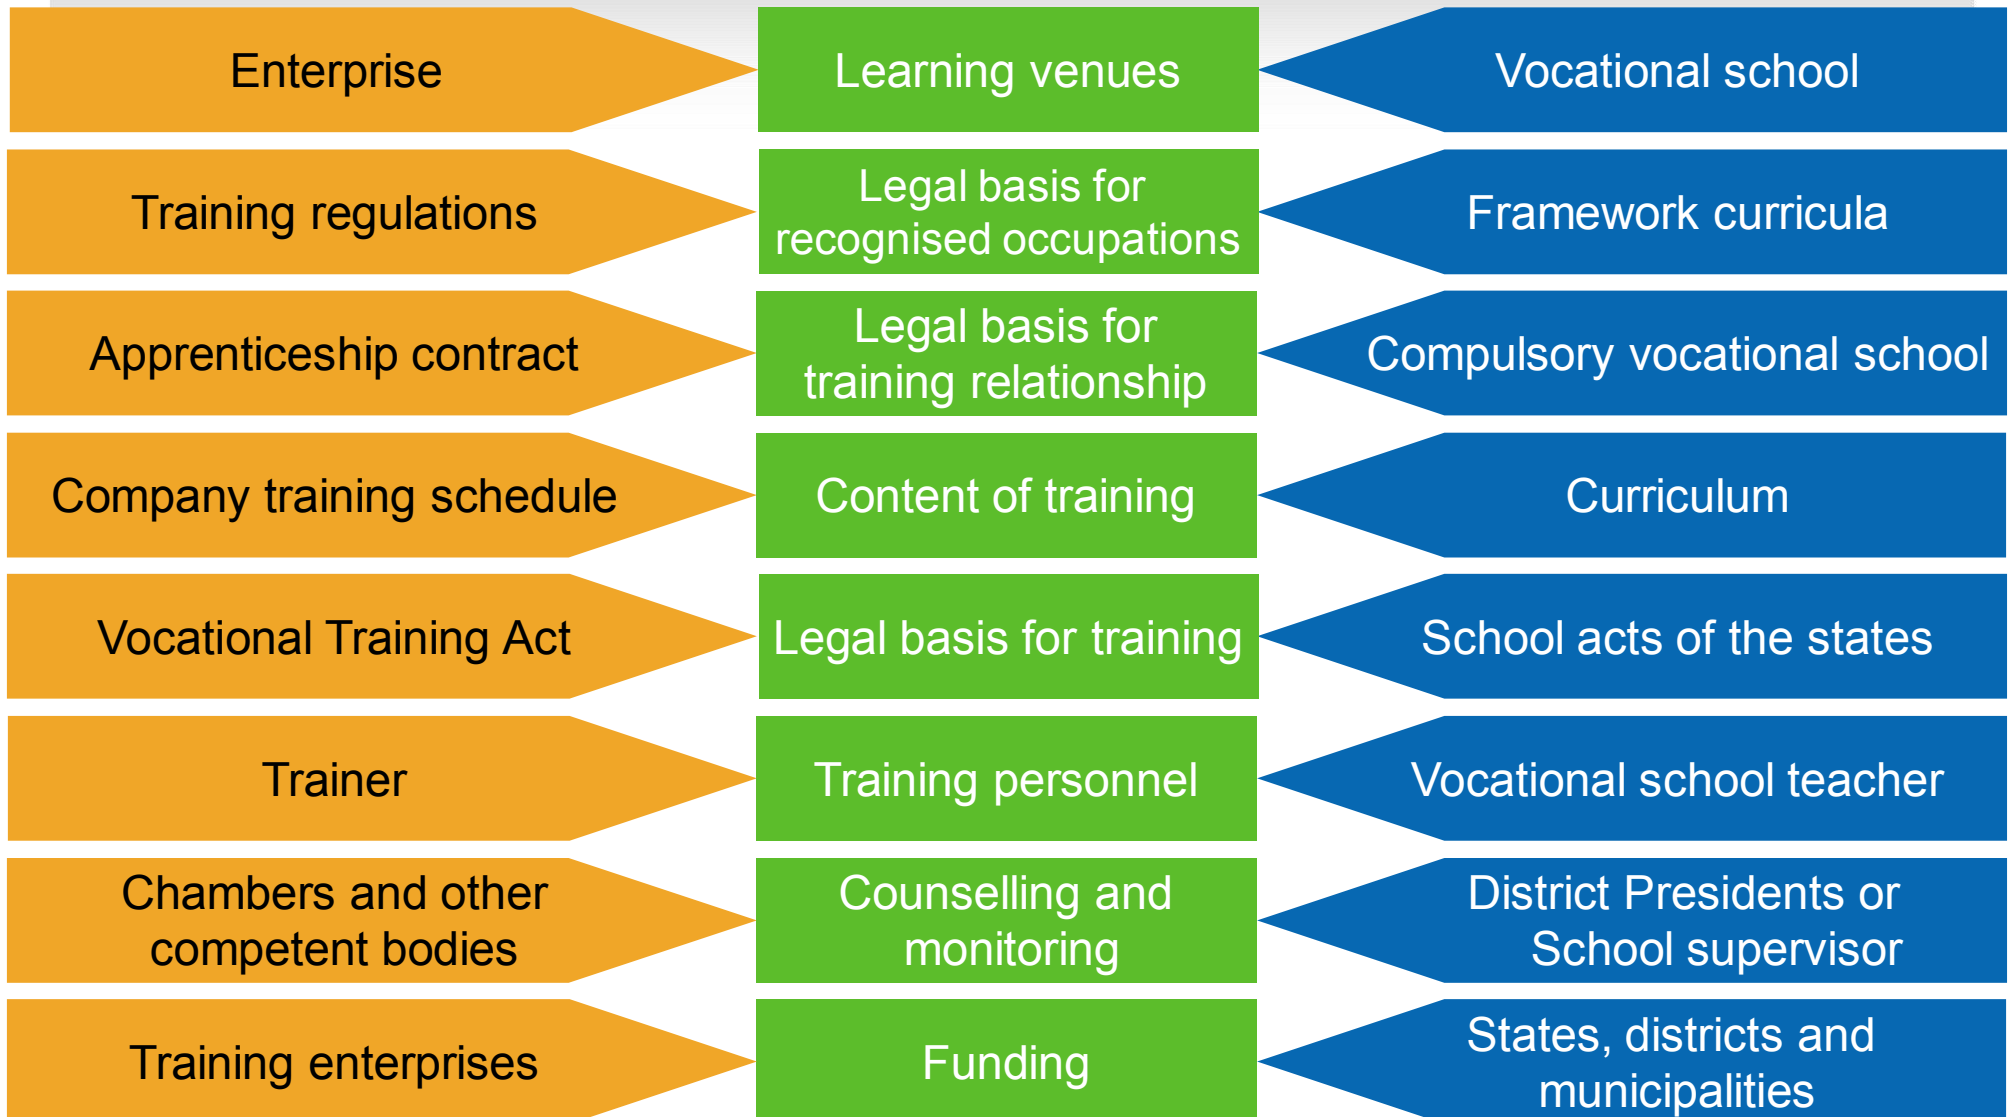 Enterprise
Learning venues
Vocational school
Training regulations
Legal basis for
recognised occupations
Framework curricula
Apprenticeship contract
Legal basis for
training relationship
Compulsory vocational school
Company training schedule
Content of training
Curriculum
Vocational Training Act
Legal basis for training
School acts of the states
Trainer
Training personnel
Vocational school teacher
Chambers and other
competent bodies
Counselling and
monitoring
District Presidents or
School supervisor
Training enterprises
Funding
States, districts and
municipalities